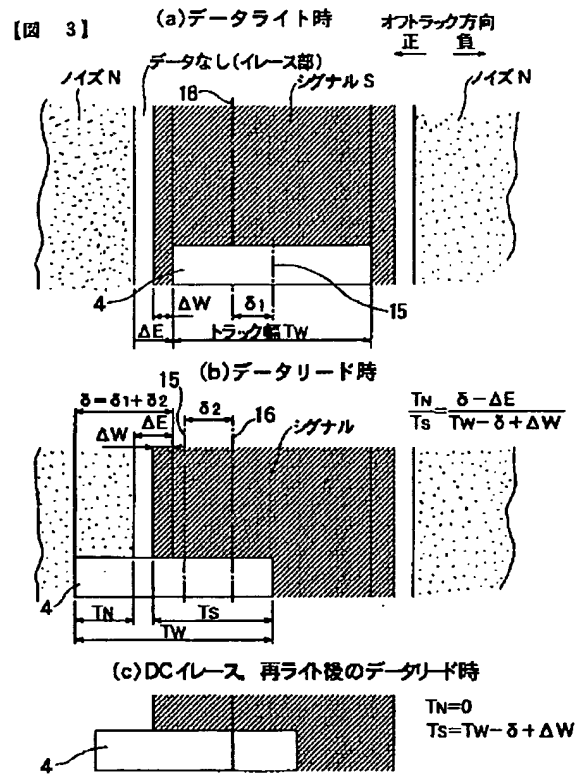 【図 3】
(a)データライト時
オフトラック方向
正 負
データなし(イレース部)
ノイズN
18
シグナルS
ノイズN
4
ΔW
δ1
15
ΔE
トラック幅TW
(b)データリード時
δ=δ1+δ2
15
δ2
16
ΔE
ΔW
シグナル
TN/TS=(δ-ΔE)/(TW-δ+ΔW)
4
TN
TS
TW
(c)DCイレース、再ライト後のデータリード時
TN=0
TS=TW-δ+ΔW
4